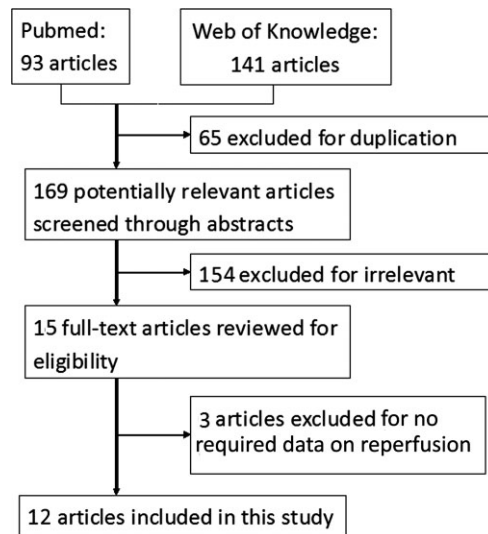 Pubmed:
93 articles
Web of Knowledge:
141 articles
65 excluded for duplication
169 potentially relevant articles
screened through abstracts
154 excluded for irrelevant
15 full-text articles reviewed for
eligibility
3 articles excluded for no
required data on reperfusion
12 articles included in this study